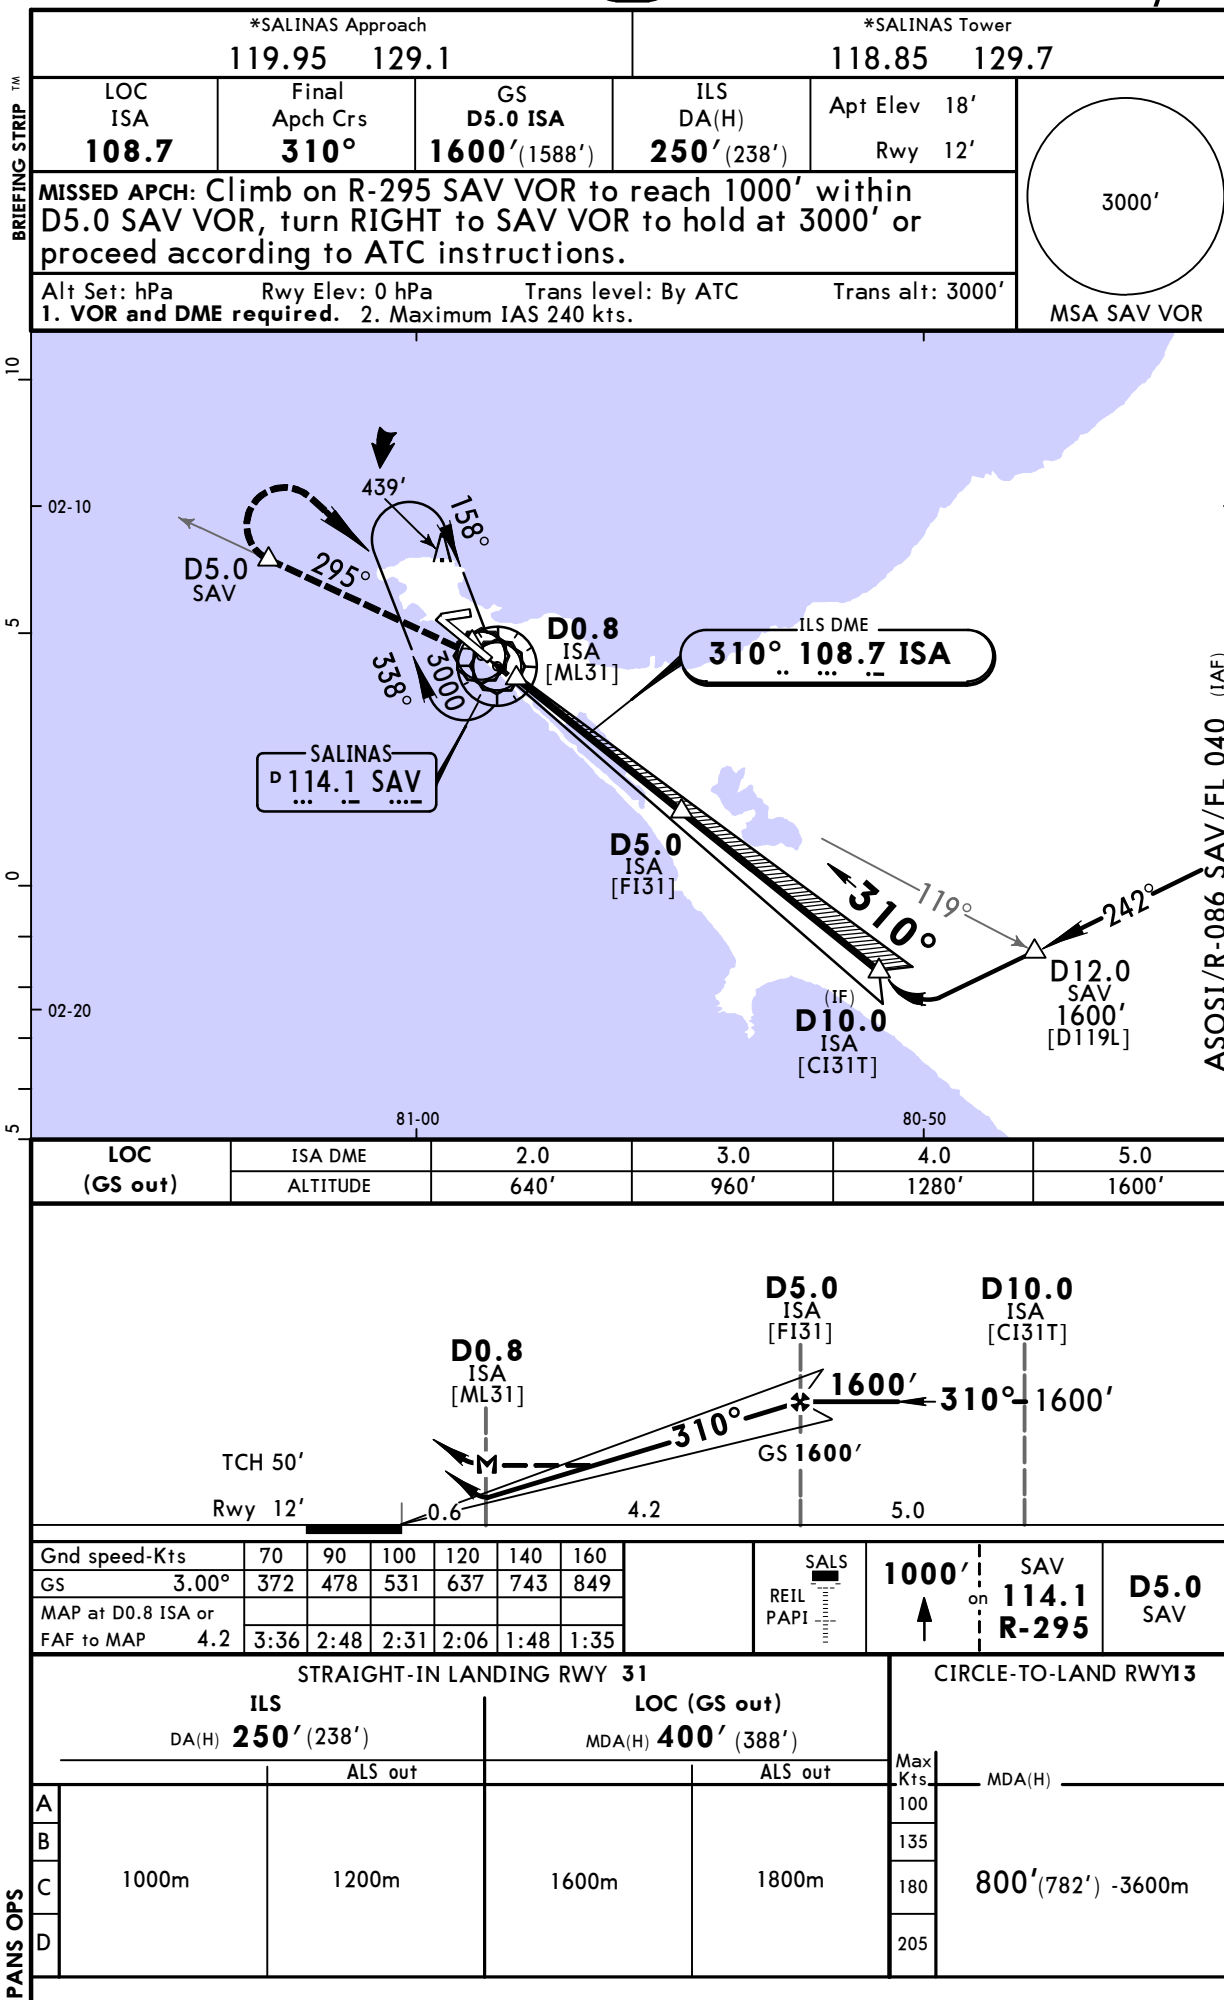 *SALINAS Approach
119.95 129.1
*SALINAS Tower
118.85 129.7
BRIEFING STRIP TM
LOC
ISA
108.7
Final
Apch Crs
310°
GS
D5.0 ISA
1600′(1588′)
ILS
DA(H)
250′(238′)
Apt Elev 18′
Rwy 12′
MISSED APCH: Climb on R-295 SAV VOR to reach 1000′ within
D5.0 SAV VOR, turn RIGHT to SAV VOR to hold at 3000′ or
proceed according to ATC instructions.
Alt Set: hPa Rwy Elev: 0 hPa Trans level: By ATC Trans alt: 3000′
1. VOR and DME required. 2. Maximum IAS 240 kts.
3000′
MSA SAV VOR
10
5
0
5
02-10
02-20
81-00
80-50
439′
158°
D5.0
SAV
295°
338°
3000
D0.8
ISA
[ML31]
ILS DME
310° 108.7 ISA
SALINAS
D 114.1 SAV
D5.0
ISA
[FI31]
310°
119°
242°
(IF)
D10.0
ISA
[CI31T]
D12.0
SAV
1600′
[D119L]
ASOSI/R-086 SAV/FL 040 (IAF)
LOC
(GS out)
ISA DME 2.0 3.0 4.0 5.0
ALTITUDE 640′ 960′ 1280′ 1600′
D5.0
ISA
[FI31]
D10.0
ISA
[CI31T]
D0.8
ISA
[ML31]
1600′
310°
1600′
310°
GS 1600′
M
TCH 50′
Rwy 12′
0.6
4.2
5.0
Gnd speed-Kts 70 90 100 120 140 160
GS 3.00° 372 478 531 637 743 849
MAP at D0.8 ISA or
FAF to MAP 4.2 3:36 2:48 2:31 2:06 1:48 1:35
SALS
REIL
PAPI
1000′
on
SAV
114.1
R-295
D5.0
SAV
STRAIGHT-IN LANDING RWY 31
CIRCLE-TO-LAND RWY13
ILS
DA(H) 250′(238′)
LOC (GS out)
MDA(H) 400′ (388′)
ALS out
ALS out
Max
Kts
MDA(H)
A
B
C
D
1000m
1200m
1600m
1800m
100
135
180
205
800′(782′) -3600m
PANS OPS